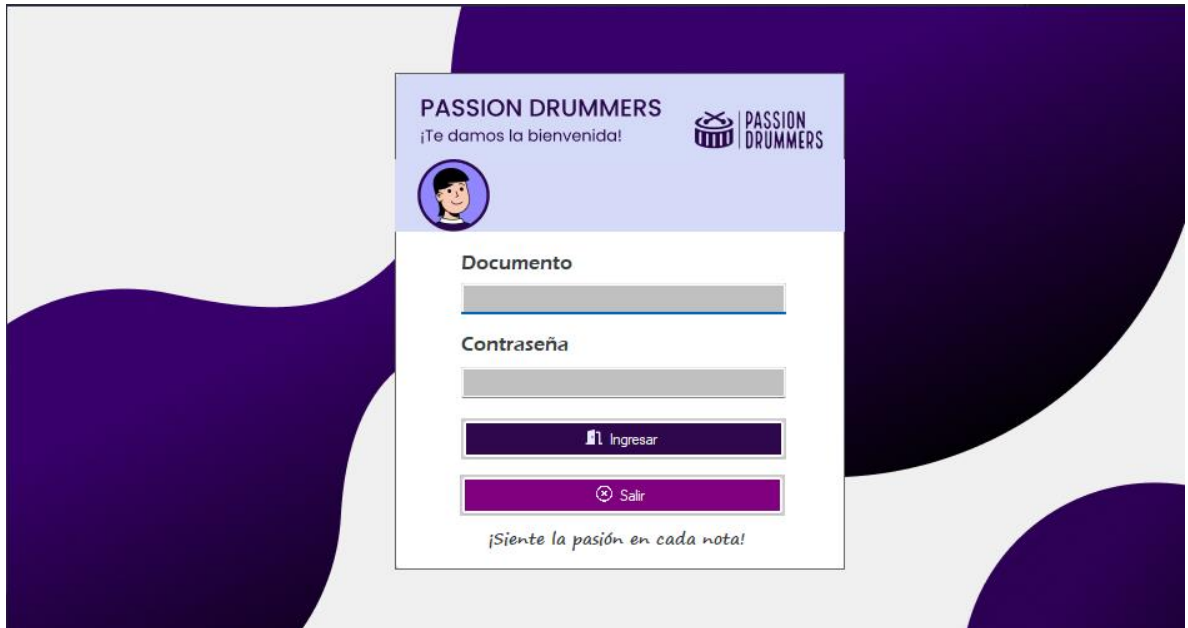 PASSION DRUMMERS
¡Te damos la bienvenida!
PASSION
DRUMMERS
Documento
Contraseña
Ingresar
Salir
¡Siente la pasión en cada nota!